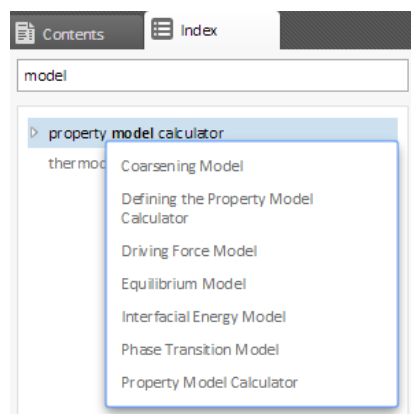 Contents
Index
model
property model calculator
thermod
Coarsening Model
Defining the Property Model
Calculator
Driving Force Model
Equilibrium Model
Interfacial Energy Model
Phase Transition Model
Property Model Calculator